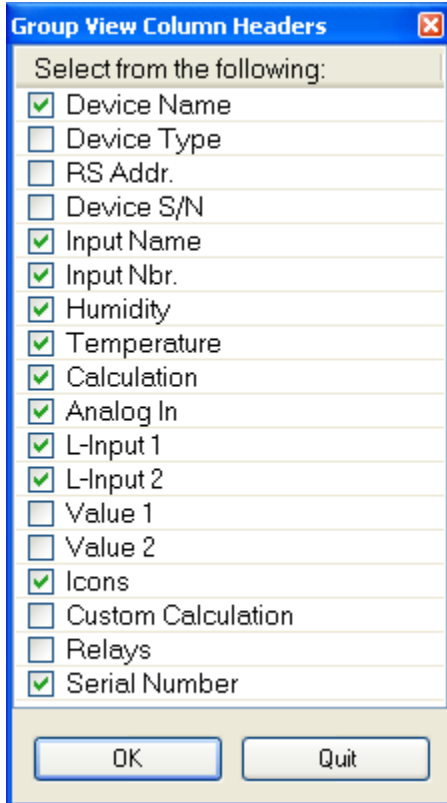 Group View Column Headers
Select from the following:
Device Name
Device Type
RS Addr.
Device S/N
Input Name
Input Nbr.
Humidity
Temperature
Calculation
Analog In
L-Input 1
L-Input 2
Value 1
Value 2
Icons
Custom Calculation
Relays
Serial Number
OK Quit